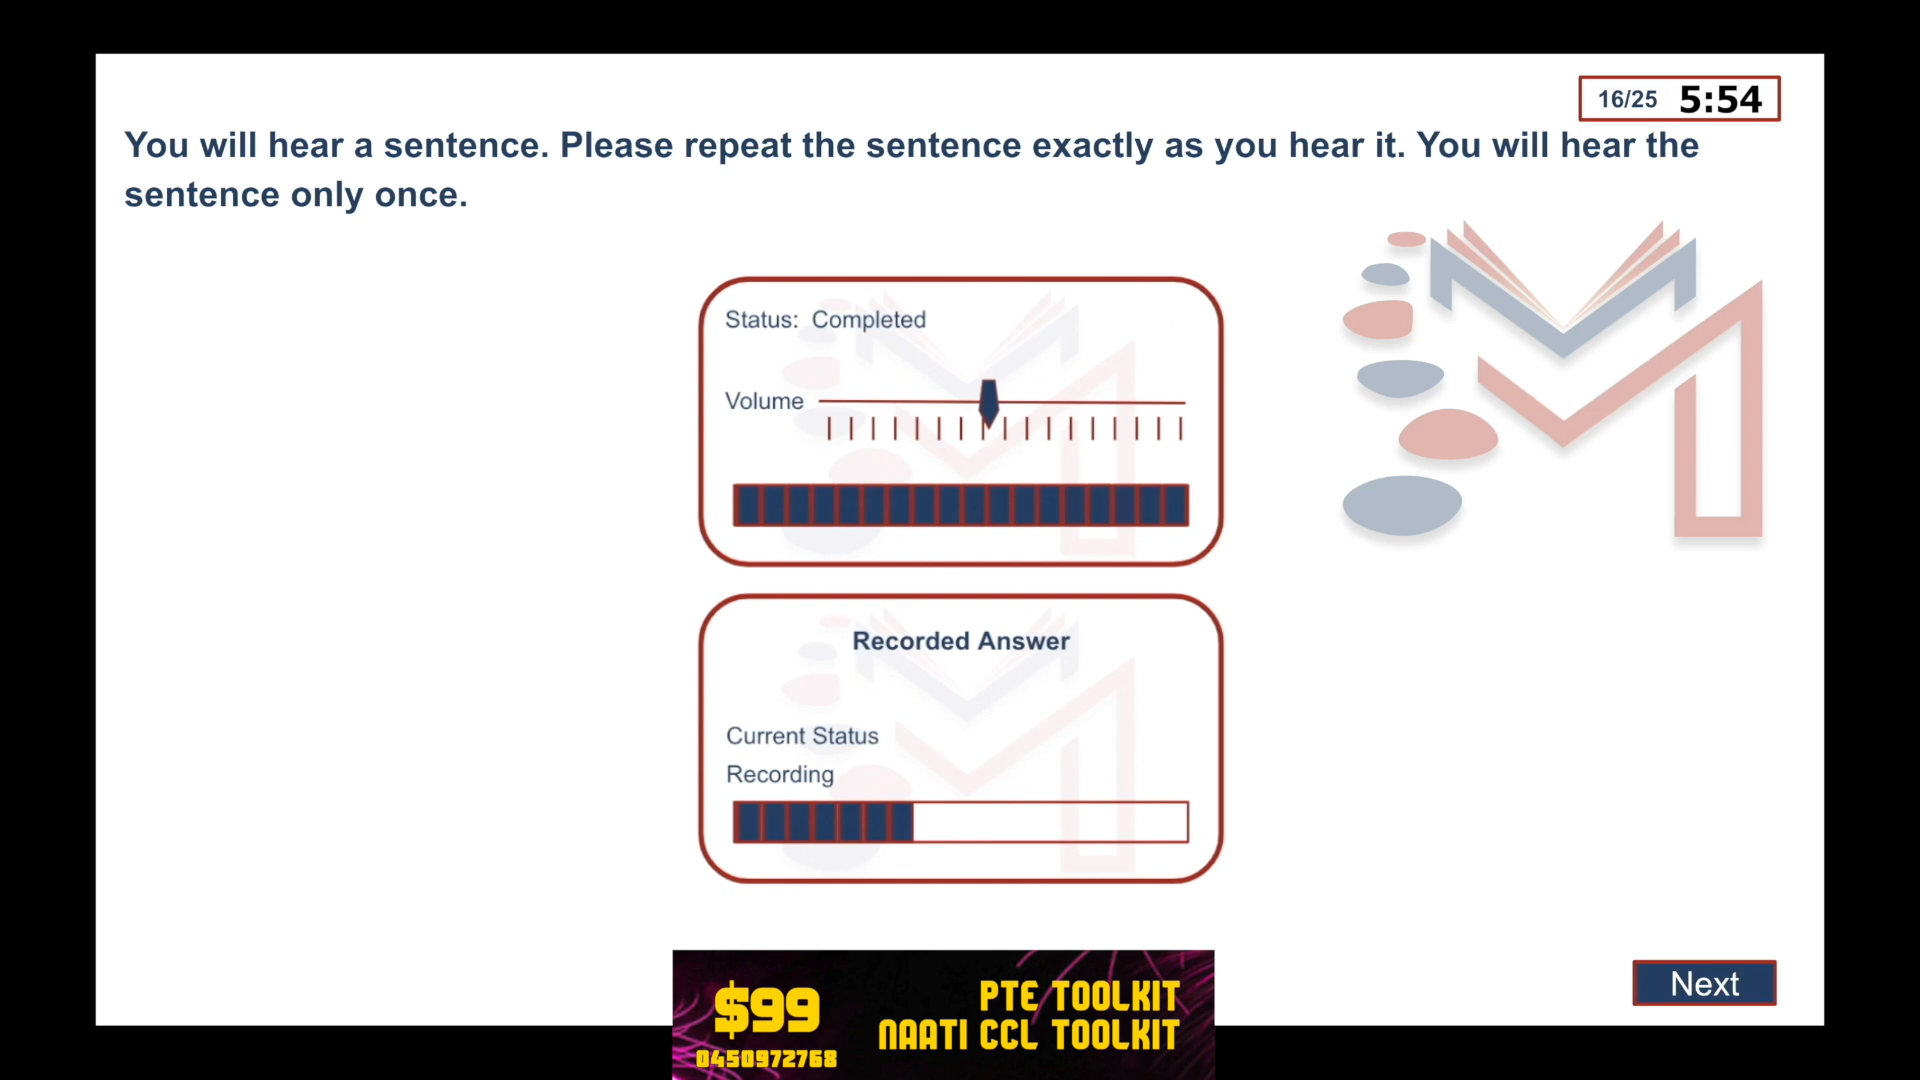 16/25 5:54
You will hear a sentence. Please repeat the sentence exactly as you hear it. You will hear the
sentence only once.
Status: Completed
Volume
Recorded Answer
Current Status
Recording
Next
$99
0450972768
PTE TOOLKIT
NAATI CCL TOOLKIT